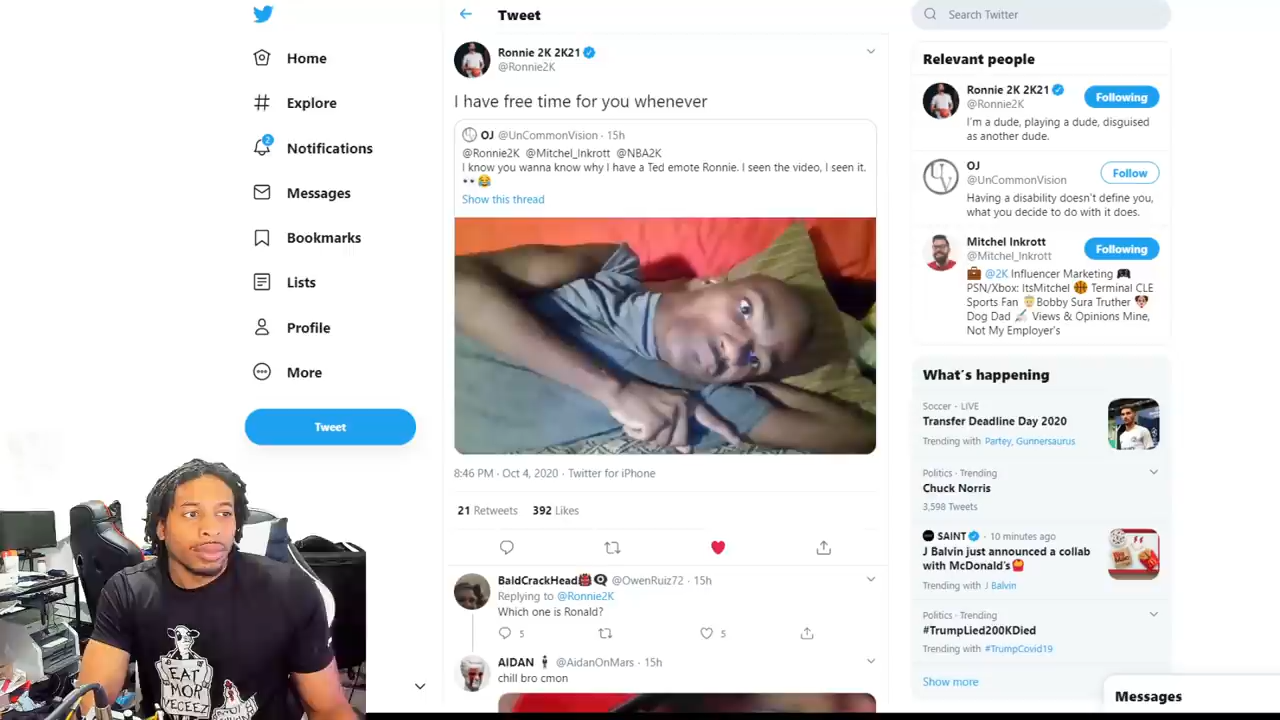 Home
Explore
2
Notifications
Messages
Bookmarks
Lists
Profile
More
Tweet
EAT
MOR
VEGEEZ
Tweet
Ronnie 2K 2K21
@Ronnie2K
I have free time for you whenever
OJ @UnCommonVision · 15h
@Ronnie2K @Mitchel_Inkrott @NBA2K
I know you wanna know why I have a Ted emote Ronnie. I seen the video, I seen it.
👀😂
Show this thread
8:46 PM · Oct 4, 2020 · Twitter for iPhone
21 Retweets 392 Likes
BaldCrackHead @OwenRuiz72 · 15h
Replying to @Ronnie2K
Which one is Ronald?
5 5
AIDAN @AidanOnMars · 15h
chill bro cmon
Search Twitter
Relevant people
Ronnie 2K 2K21
@Ronnie2K
Following
I'm a dude, playing a dude, disguised
as another dude.
OJ
@UnCommonVision
Follow
Having a disability doesn't define you,
what you decide to do with it does.
Mitchel Inkrott
@Mitchel_Inkrott
Following
💼 @2K Influencer Marketing 🎮
PSN/Xbox: ItsMitchel 🏀 Terminal CLE
Sports Fan Bobby Sura Truther
Dog Dad Views & Opinions Mine,
Not My Employer's
What's happening
Soccer · LIVE
Transfer Deadline Day 2020
Trending with Partey, Gunnersaurus
Politics · Trending
Chuck Norris
3,598 Tweets
SAINT · 10 minutes ago
J Balvin just announced a collab
with McDonald's🍟
Trending with J Balvin
Politics · Trending
#TrumpLied200KDied
Trending with #TrumpCovid19
Show more
Messages